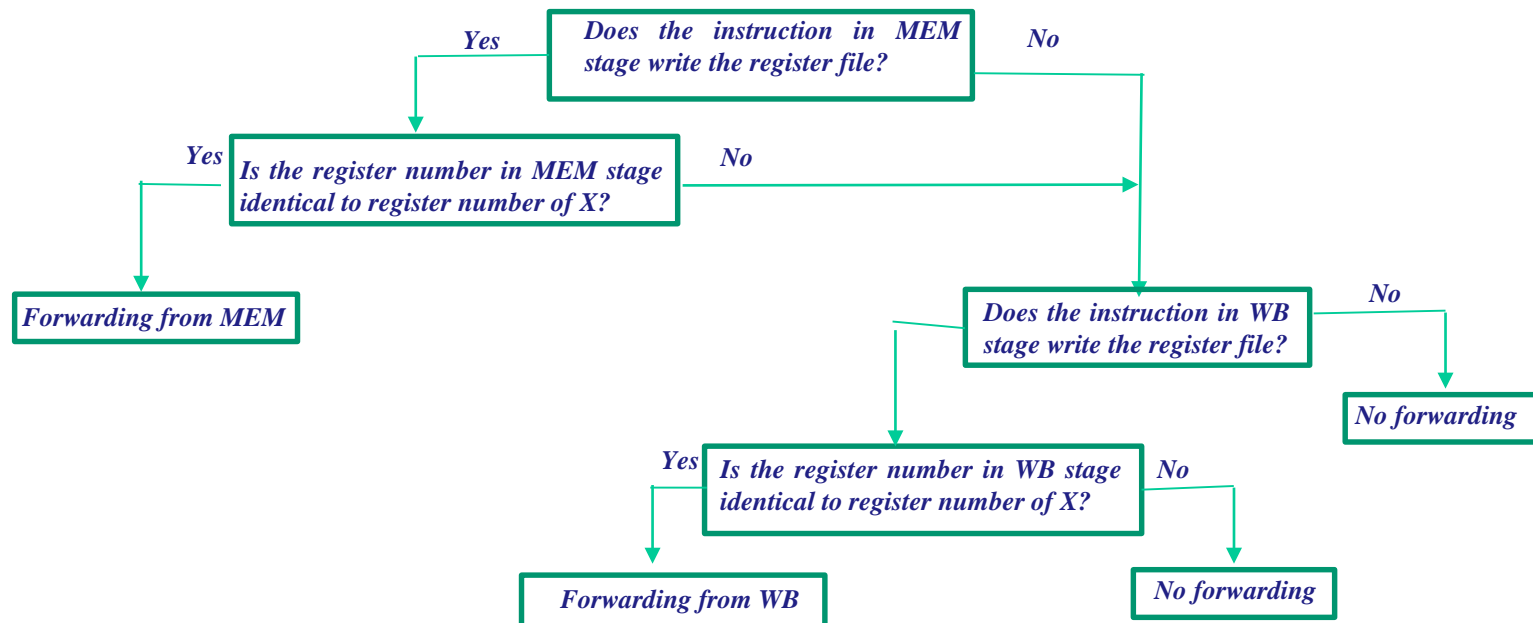 Does the instruction in MEM
stage write the register file?
Yes
No
Is the register number in MEM stage
identical to register number of X?
Yes
No
Forwarding from MEM
Does the instruction in WB
stage write the register file?
No
No forwarding
Is the register number in WB stage
identical to register number of X?
Yes
No
Forwarding from WB
No forwarding